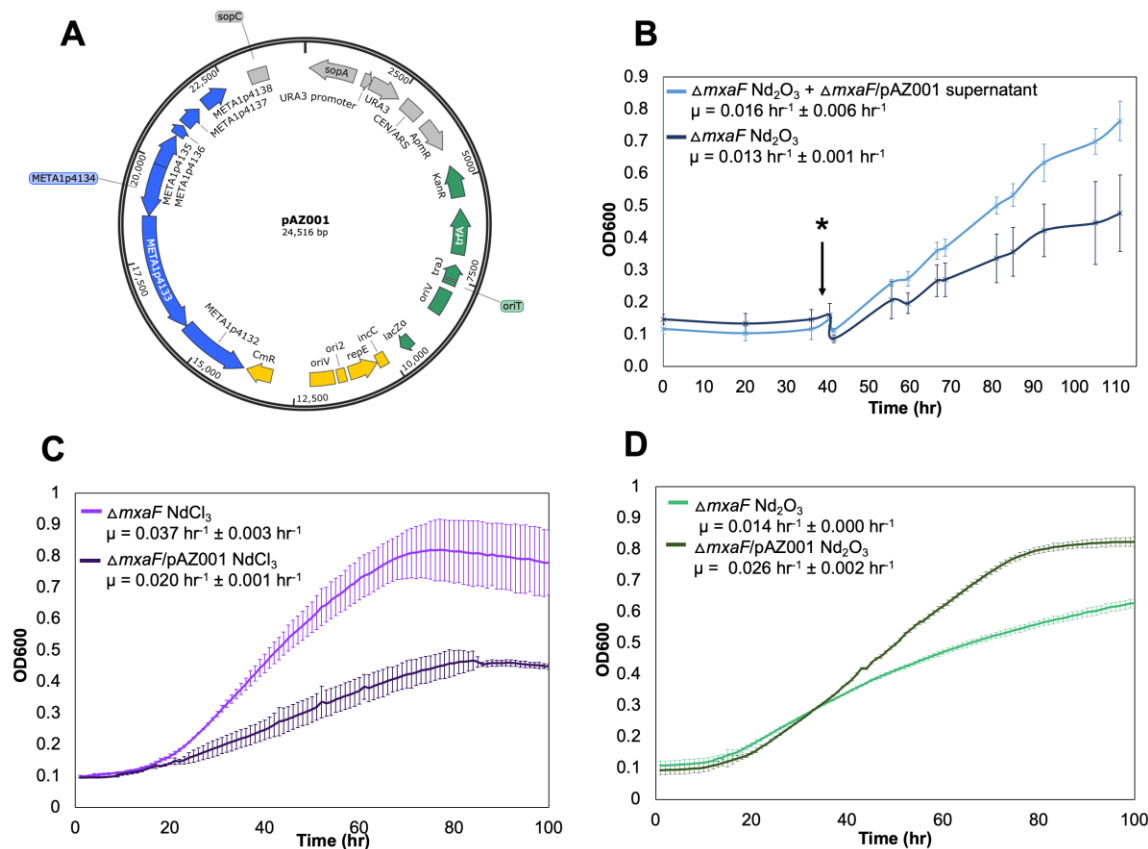 A
sopC
22,500
META1p4138
META1p4137
META1p4136
META1p4135
20,000
META1p4134
META1p4133
17,500
META1p4132
15,000
CmR
sopA
URA3 promoter
URA3
2500
CEN/ARS
ApmR
5000
KanR
trfA
traJ
7500
oriV
oriT
lacZα
10,000
incC
repE
ori2
oriV
12,500
pAZ001
24,516 bp
B
ΔmxaF Nd₂O₃ + ΔmxaF/pAZ001 supernatant
μ = 0.016 hr⁻¹ ± 0.006 hr⁻¹
ΔmxaF Nd₂O₃
μ = 0.013 hr⁻¹ ± 0.001 hr⁻¹
*
OD600
0.9
0.8
0.7
0.6
0.5
0.4
0.3
0.2
0.1
0
0 10 20 30 40 50 60 70 80 90 100 110
Time (hr)
C
ΔmxaF NdCl₃
μ = 0.037 hr⁻¹ ± 0.003 hr⁻¹
ΔmxaF/pAZ001 NdCl₃
μ = 0.020 hr⁻¹ ± 0.001 hr⁻¹
OD600
1
0.9
0.8
0.7
0.6
0.5
0.4
0.3
0.2
0.1
0
0 20 40 60 80 100
Time (hr)
D
ΔmxaF Nd₂O₃
μ = 0.014 hr⁻¹ ± 0.000 hr⁻¹
ΔmxaF/pAZ001 Nd₂O₃
μ = 0.026 hr⁻¹ ± 0.002 hr⁻¹
OD600
1
0.9
0.8
0.7
0.6
0.5
0.4
0.3
0.2
0.1
0
0 20 40 60 80 100
Time (hr)